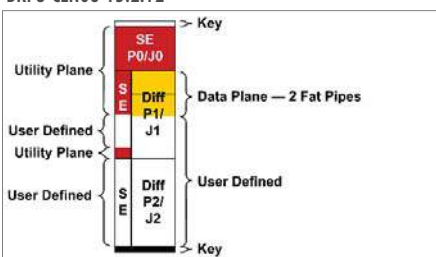 Key
SE
P0/J0
Utility Plane
S
E
Diff
P1/
J1
Data Plane — 2 Fat Pipes
User Defined
Utility Plane
User Defined
S
E
Diff
P2/
J2
User Defined
Key